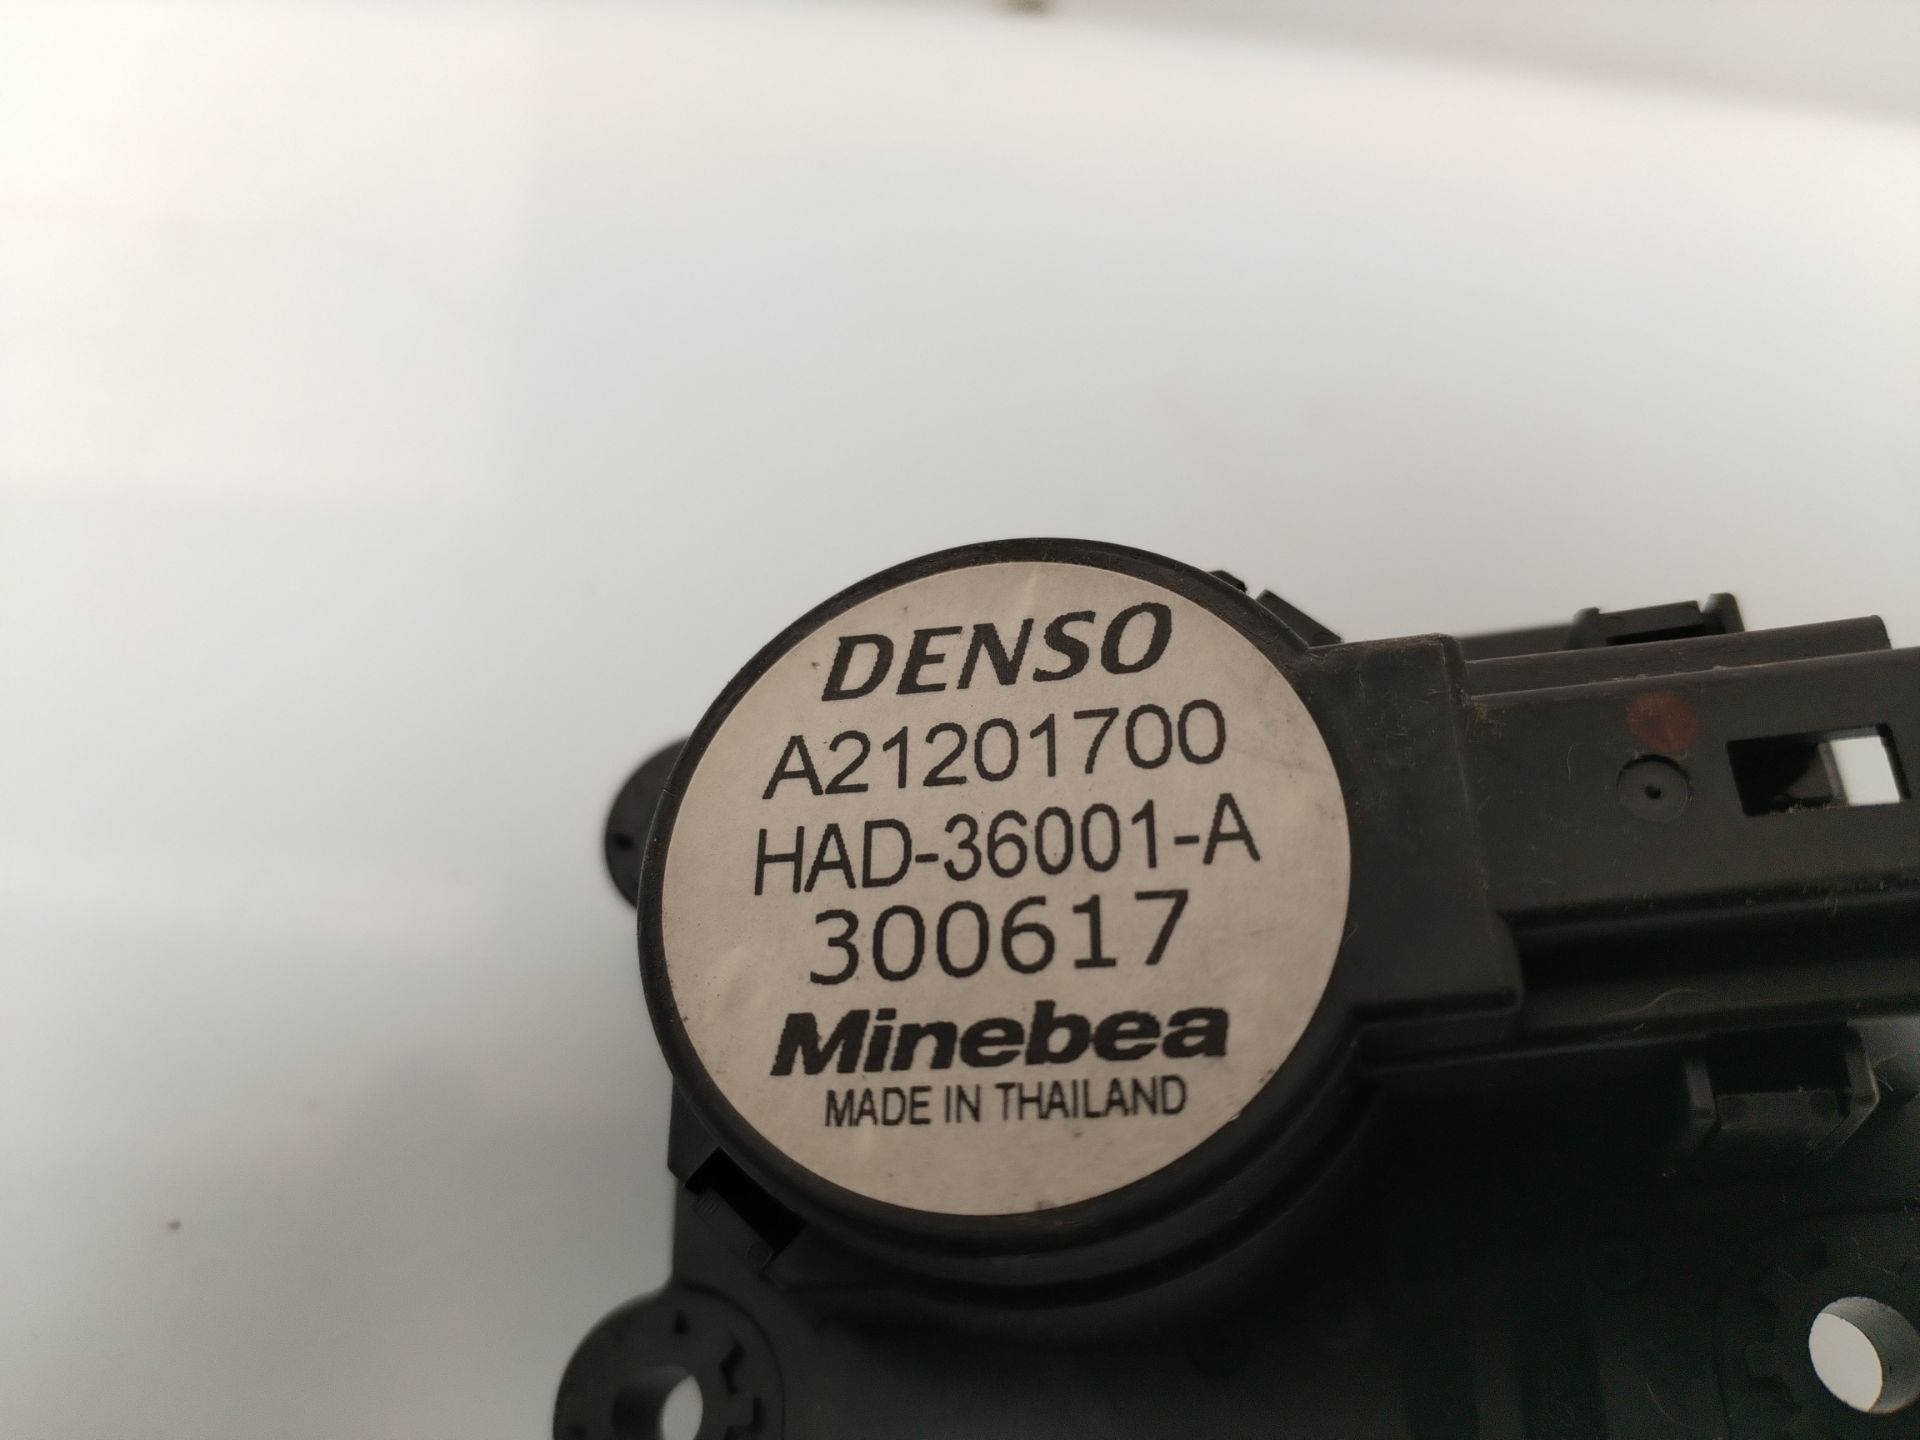 DENSO
A21201700
HAD-36001-A
300617
Minebea
MADE IN THAILAND